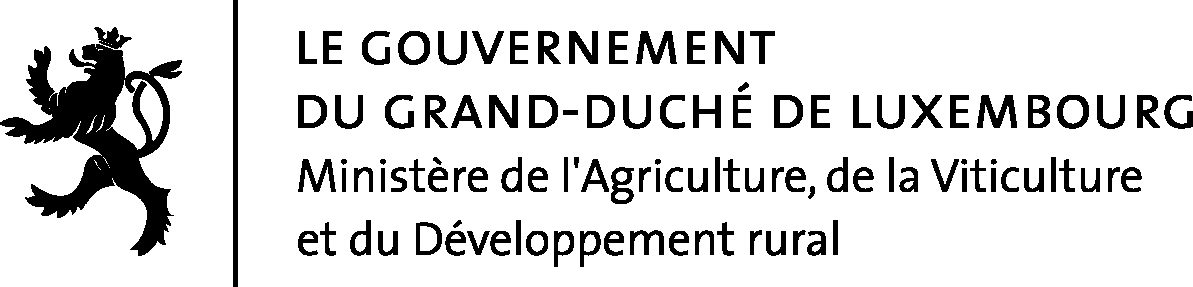 LE GOUVERNEMENT
DU GRAND-DUCHÉ DE LUXEMBOURG
Ministère de l'Agriculture, de la Viticulture
et du Développement rural